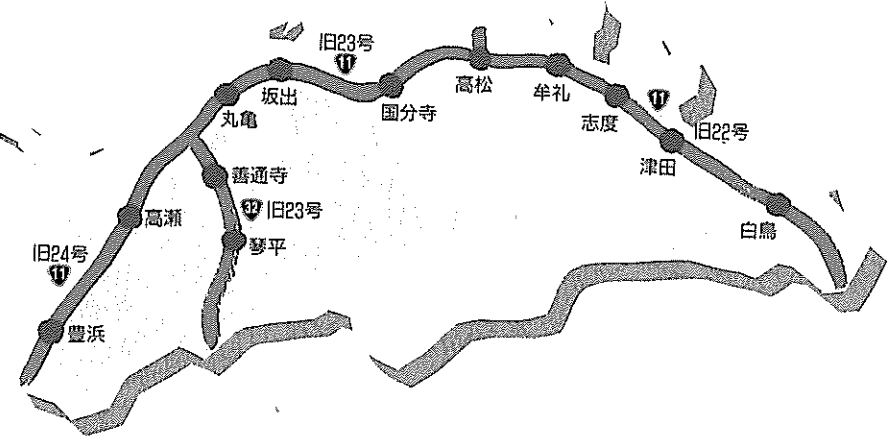 旧23号
11
坂出
丸亀
国分寺
高松
牟礼
志度
11
旧22号
津田
白鳥
善通寺
32 旧23号
琴平
高瀬
旧24号
11
豊浜